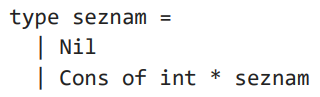 type seznam =
  | Nil
  | Cons of int * seznam